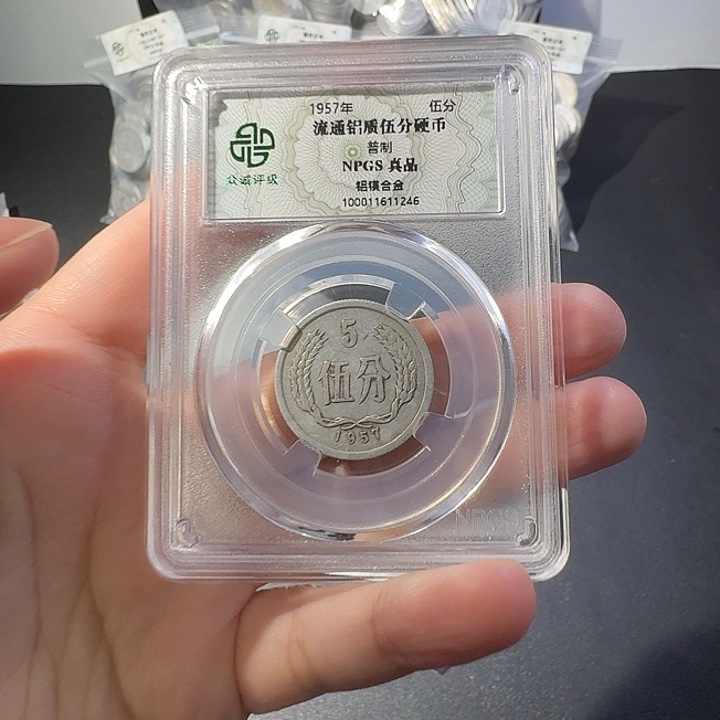 1957年 伍分
流通铝质伍分硬币
普制
NPGS 真品
铝镁合金
100011611246
众诚评级
5
伍分
1957
NPGS